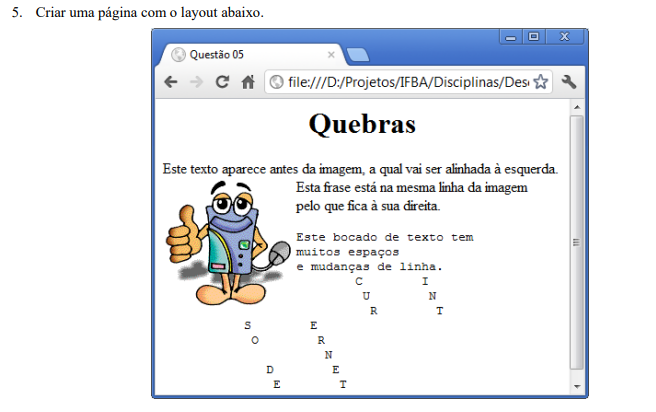 5. Criar uma página com o layout abaixo.
Questão 05
file:///D:/Projetos/IFBA/Disciplinas/Des
Quebras
Este texto aparece antes da imagem, a qual vai ser alinhada à esquerda.
Esta frase está na mesma linha da imagem
pelo que fica à sua direita.
Este bocado de texto tem
muitos espaços
e mudanças de linha.
C I
U N
R T
S E
O R
N
D E
E T